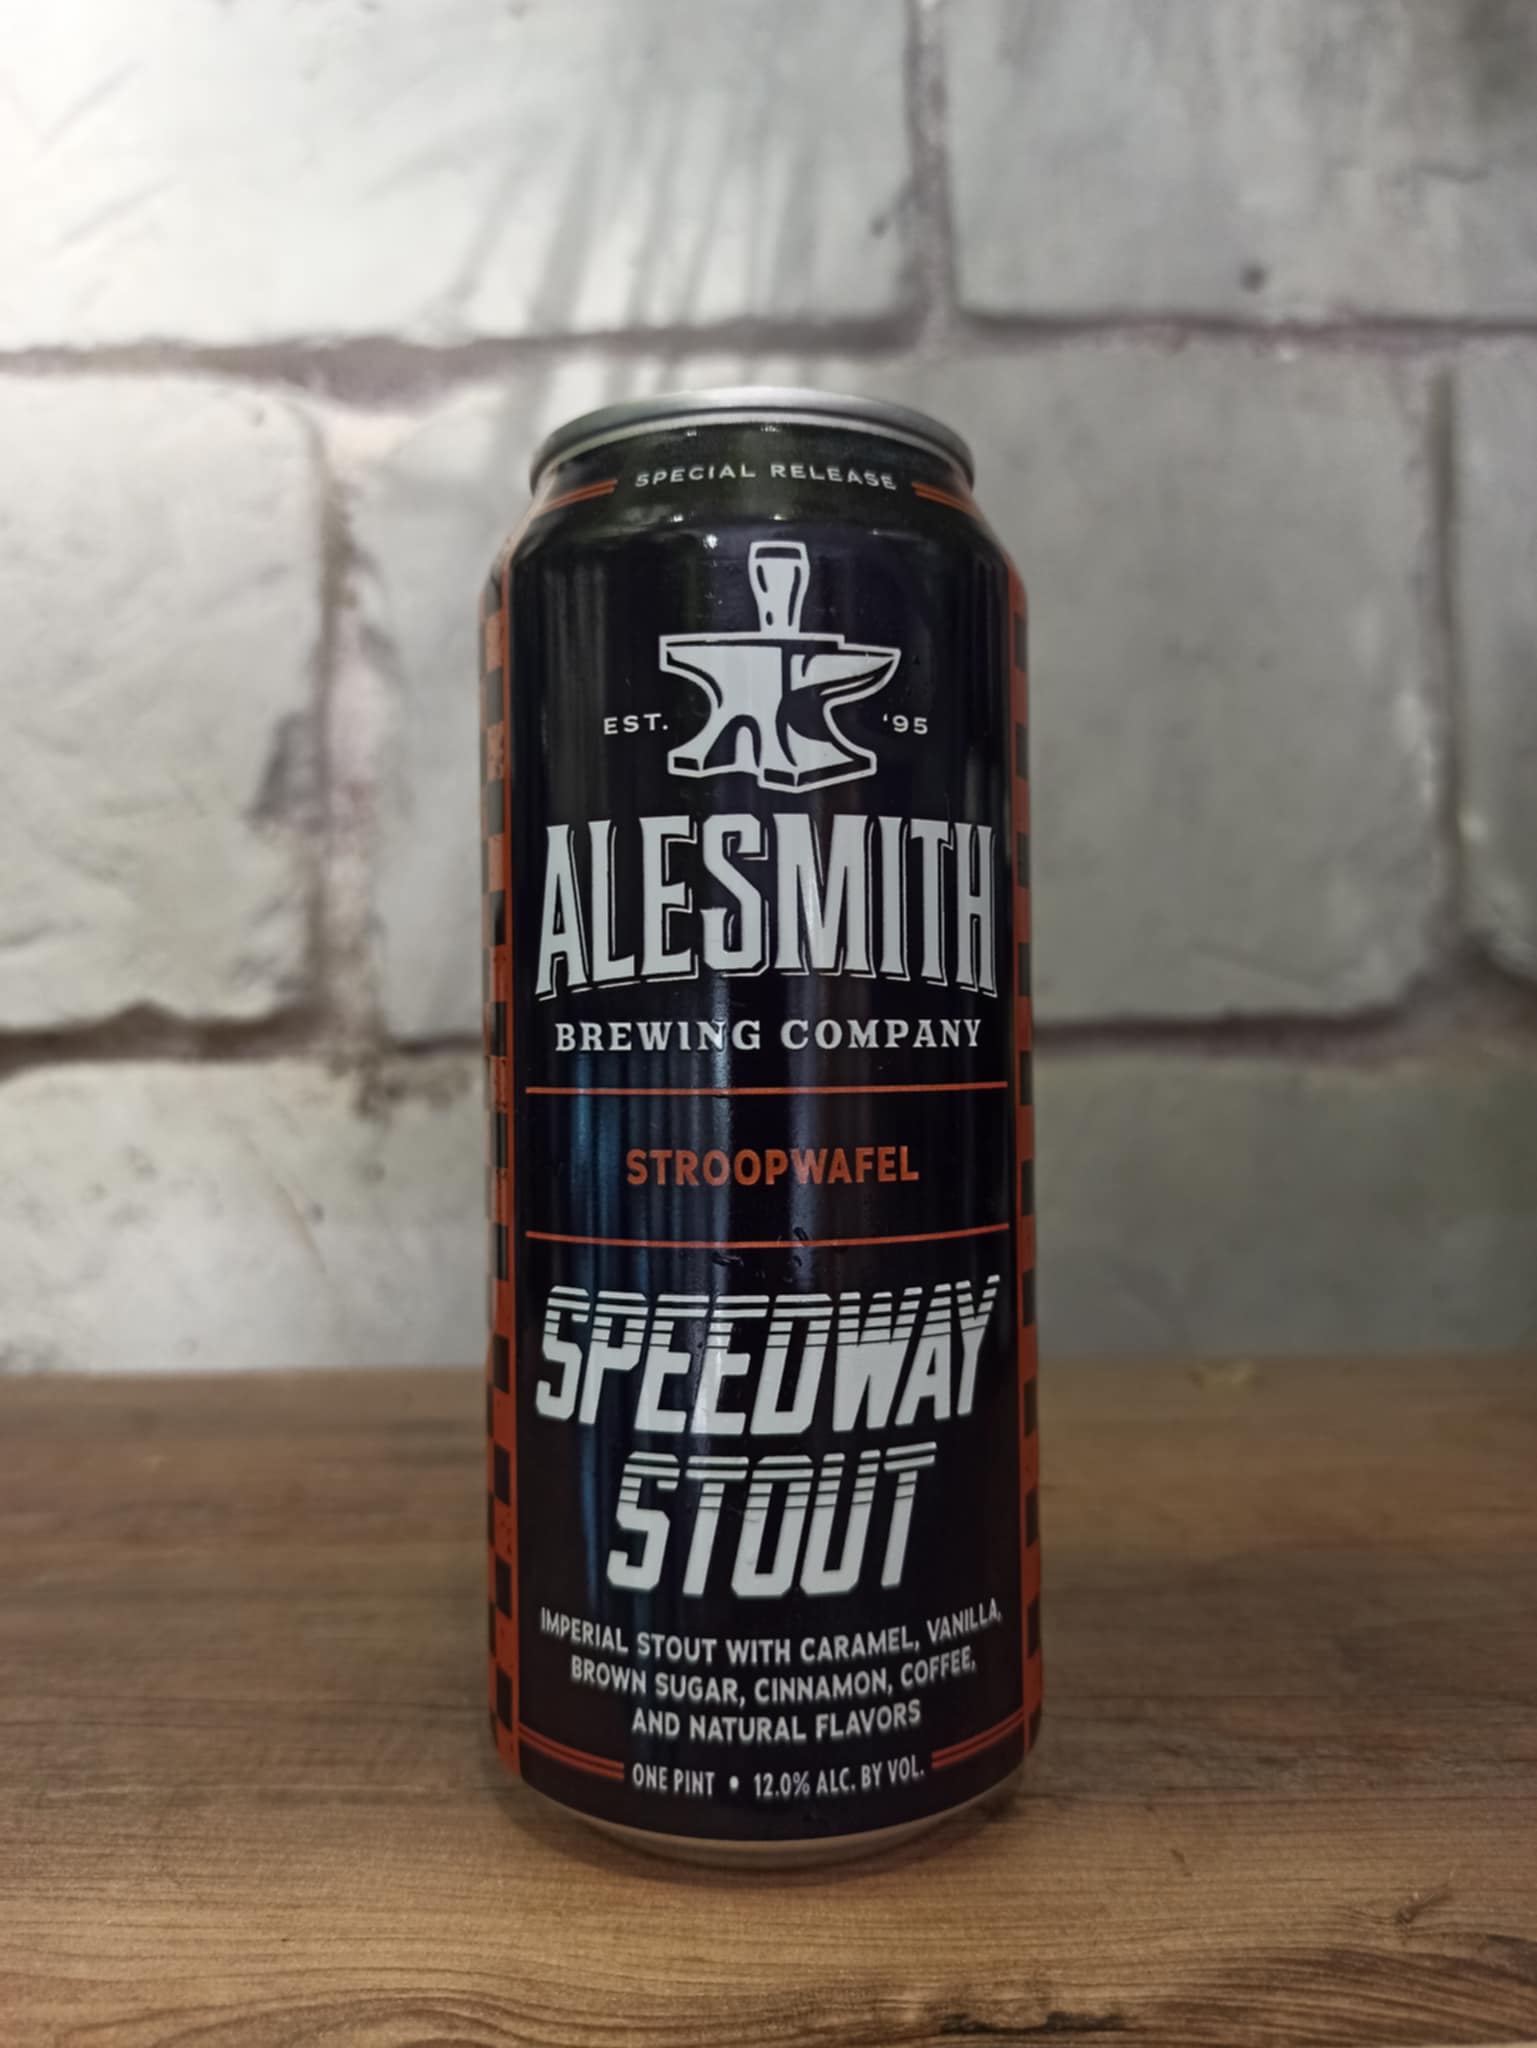 SPECIAL RELEASE
EST. '95
ALESMITH
BREWING COMPANY
STROOPWAFEL
SPEEDWAY
STOUT
IMPERIAL STOUT WITH CARAMEL, VANILLA,
BROWN SUGAR, CINNAMON, COFFEE,
AND NATURAL FLAVORS
ONE PINT • 12.0% ALC. BY VOL.